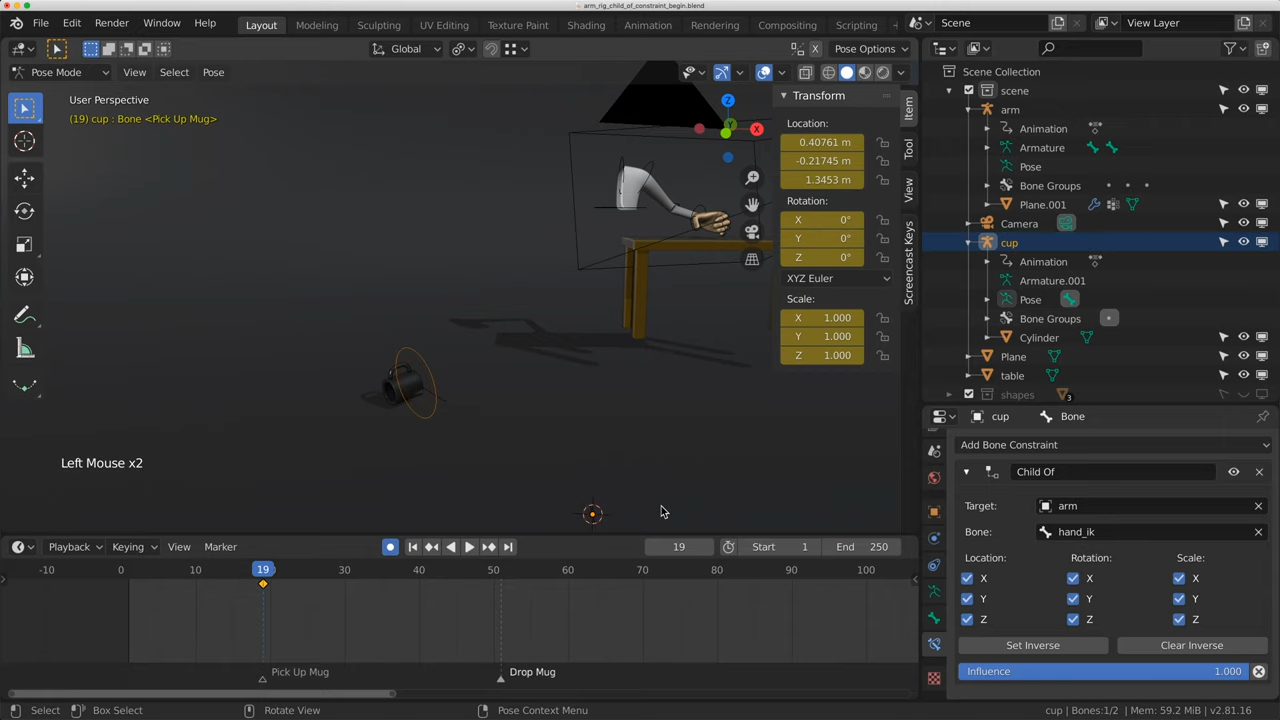 arm_rig_child_of_constraint_begin.blend
File Edit Render Window Help Layout Modeling Sculpting UV Editing Texture Paint Shading Animation Rendering Compositing Scripting Scene View Layer
Global Pose Options
Pose Mode View Select Pose
User Perspective
(19) cup : Bone <Pick Up Mug>
Z
Y
X
Transform
Location:
0.40761 m
-0.21745 m
1.3453 m
Rotation:
X 0°
Y 0°
Z 0°
XYZ Euler
Scale:
X 1.000
Y 1.000
Z 1.000
Item
Tool
View
Screencast Keys
Left Mouse x2
Scene Collection
scene
arm
Animation
Armature
Pose
Bone Groups
Plane.001
Camera
cup
Animation
Armature.001
Pose
Bone Groups
Cylinder
Plane
table
shapes 3
cup Bone
Add Bone Constraint
Child Of
Target: arm
Bone: hand_ik
Location: Rotation: Scale:
X X X
Y Y Y
Z Z Z
Set Inverse Clear Inverse
Influence 1.000
Playback Keying View Marker 19 Start 1 End 250
-10 0 10 19 30 40 50 60 70 80 90 100
Pick Up Mug Drop Mug
Select Box Select Rotate View Pose Context Menu cup | Bones:1/2 | Mem: 59.2 MiB | v2.81.16